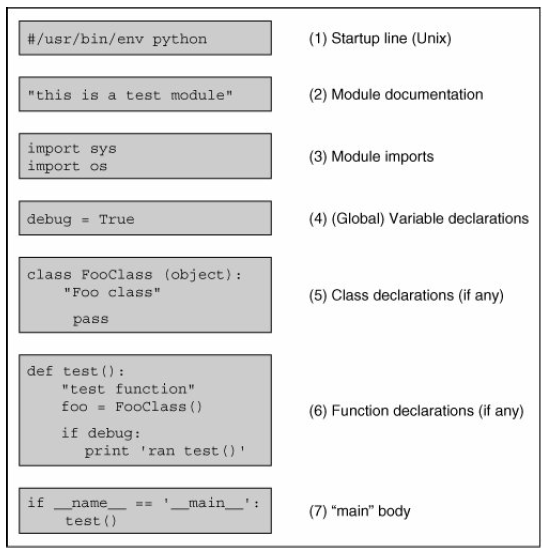 #/usr/bin/env python
(1) Startup line (Unix)
"this is a test module"
(2) Module documentation
import sys
import os
(3) Module imports
debug = True
(4) (Global) Variable declarations
class FooClass (object):
"Foo class"
pass
(5) Class declarations (if any)
def test():
"test function"
foo = FooClass()
if debug:
print 'ran test()'
(6) Function declarations (if any)
if __name__ == '__main__':
test()
(7) “main” body